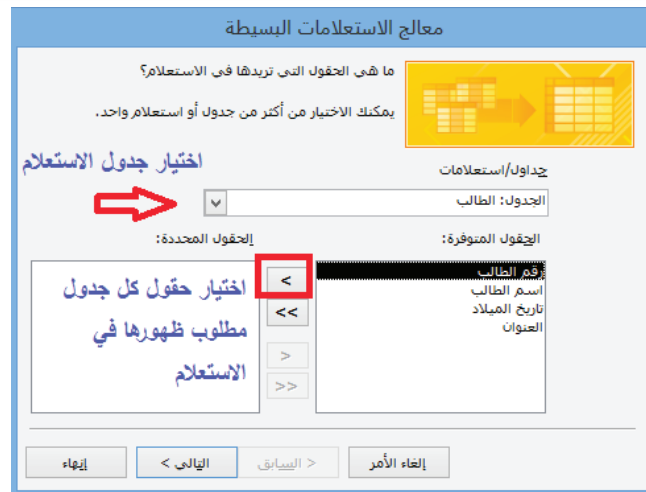 معالج الاستعلامات البسيطة
ما هي الحقول التي تريدها في الاستعلام؟
يمكنك الاختيار من أكثر من جدول أو استعلام واحد.
اختيار جدول الاستعلام
جداول/استعلامات
الجدول: الطالب
الحقول المتوفرة:
الحقول المحددة:
رقم الطالب
اسم الطالب
تاريخ الميلاد
العنوان
>
>>
<
<<
اختيار حقول كل جدول
مطلوب ظهورها في
الاستعلام
إلغاء الأمر
< السابق
التالي >
إنهاء